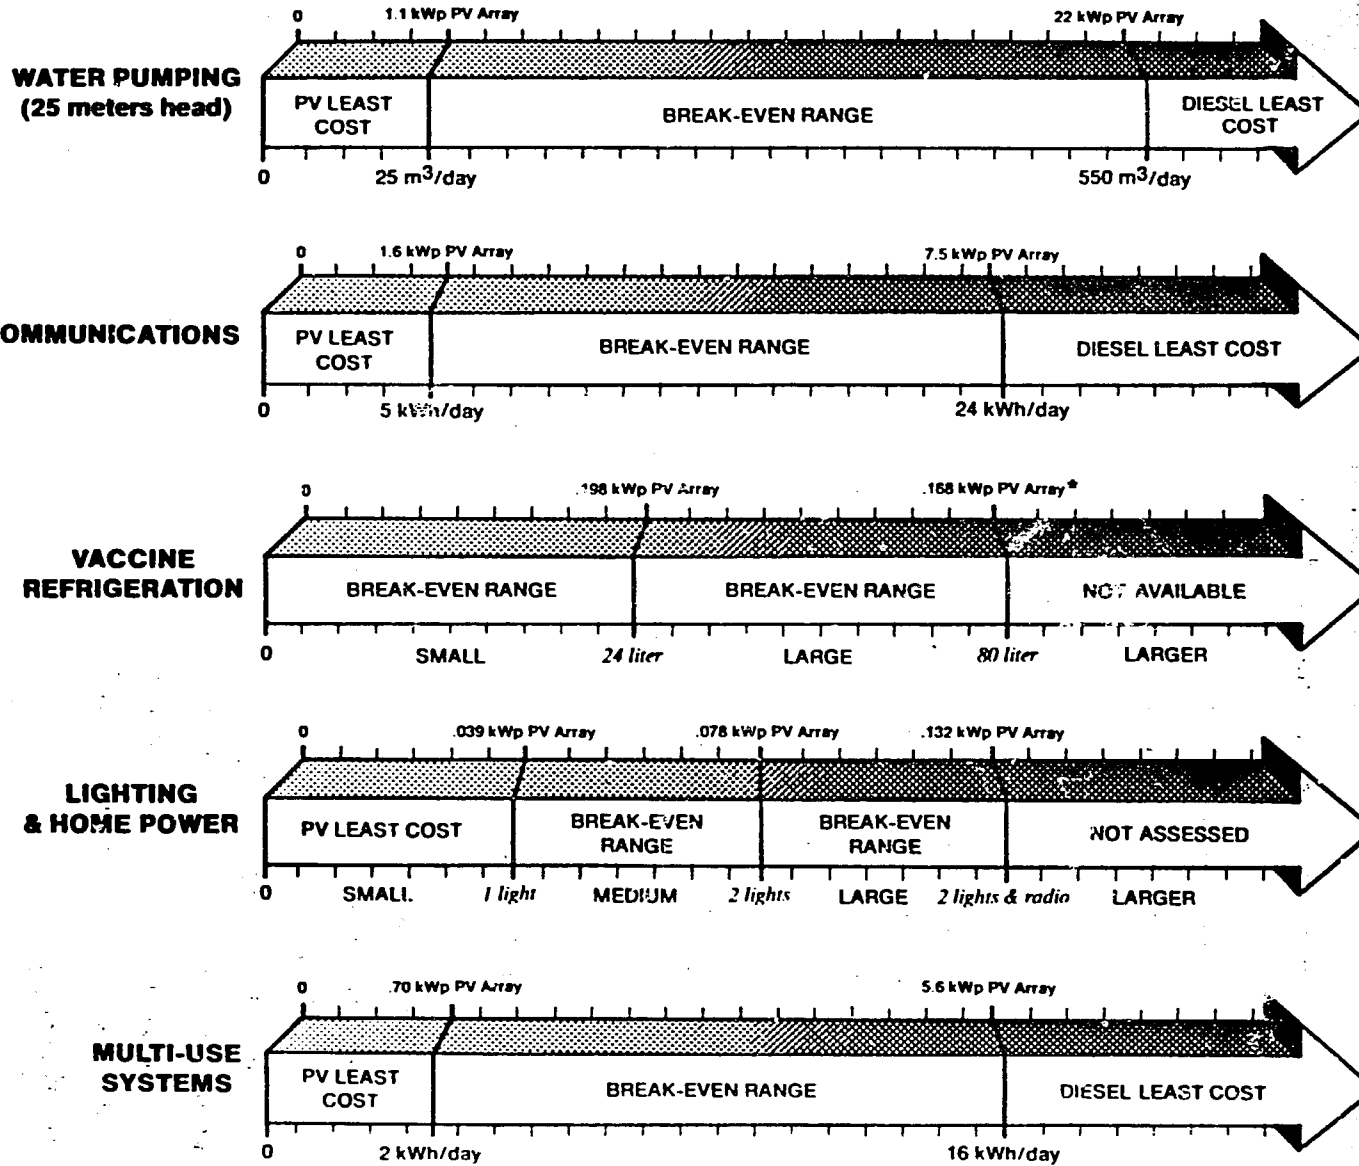 0 1.1 kWp PV Array 22 kWp PV Array
WATER PUMPING
(25 meters head)
PV LEAST
COST
BREAK-EVEN RANGE
DIESEL LEAST
COST
0 25 m³/day 550 m³/day
0 1.6 kWp PV Array 7.5 kWp PV Array
OMMUNICATIONS
PV LEAST
COST
BREAK-EVEN RANGE
DIESEL LEAST COST
0 5 kWh/day 24 kWh/day
0 .198 kWp PV Array .168 kWp PV Array*
VACCINE
REFRIGERATION
BREAK-EVEN RANGE
BREAK-EVEN RANGE
NOT AVAILABLE
0 SMALL 24 liter LARGE 80 liter LARGER
0 .039 kWp PV Array .078 kWp PV Array .132 kWp PV Array
LIGHTING
& HOME POWER
PV LEAST COST
BREAK-EVEN
RANGE
BREAK-EVEN
RANGE
NOT ASSESSED
0 SMALL 1 light MEDIUM 2 lights LARGE 2 lights & radio LARGER
0 .70 kWp PV Array 5.6 kWp PV Array
MULTI-USE
SYSTEMS
PV LEAST
COST
BREAK-EVEN RANGE
DIESEL LEAST COST
0 2 kWh/day 16 kWh/day